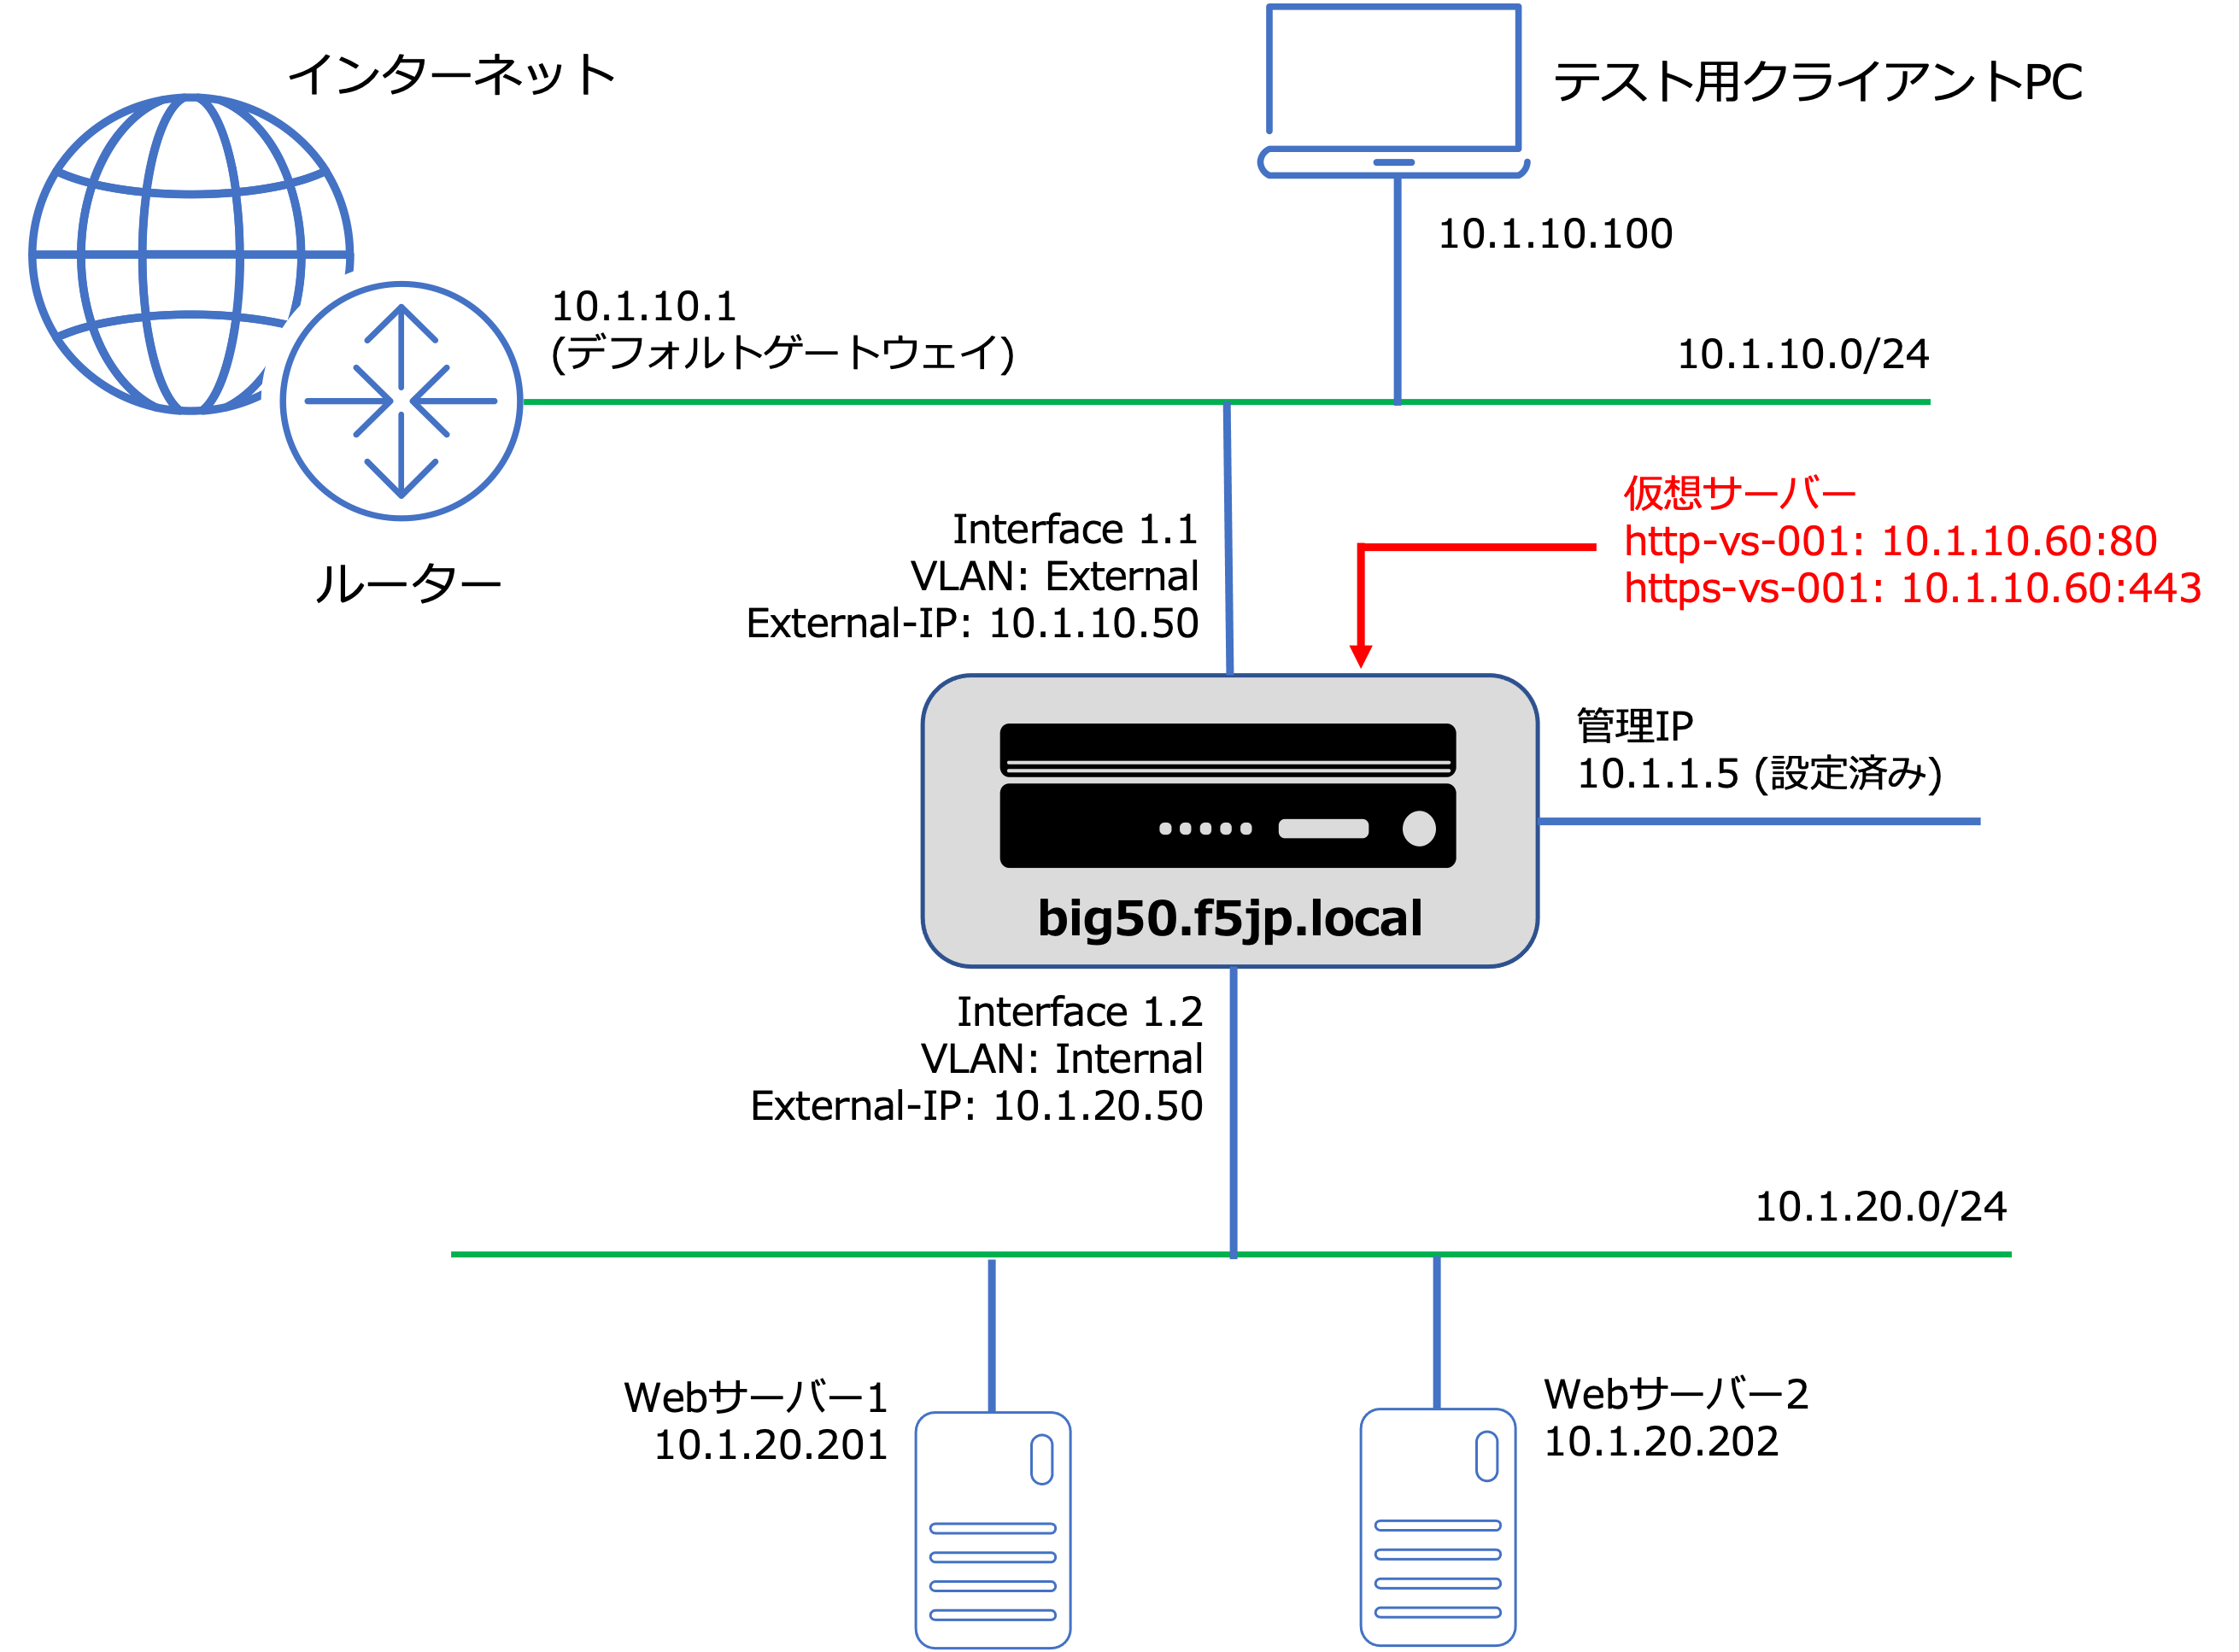 インターネット
テスト用クライアントPC
10.1.10.100
10.1.10.1
(デフォルトゲートウェイ)
10.1.10.0/24
ルーター
Interface 1.1
VLAN: External
External-IP: 10.1.10.50
仮想サーバー
http-vs-001: 10.1.10.60:80
https-vs-001: 10.1.10.60:443
管理IP
10.1.1.5 (設定済み)
big50.f5jp.local
Interface 1.2
VLAN: Internal
External-IP: 10.1.20.50
10.1.20.0/24
Webサーバー1
10.1.20.201
Webサーバー2
10.1.20.202